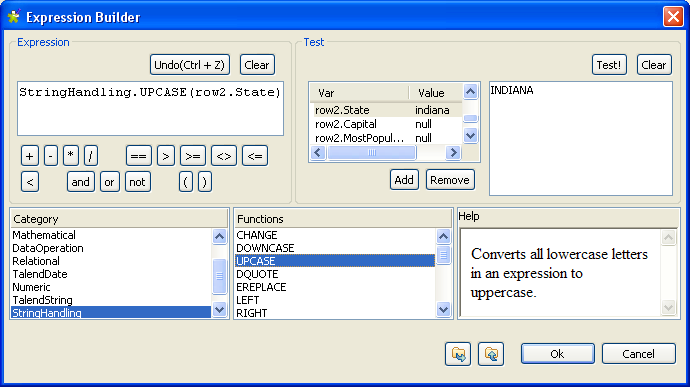 Expression Builder
Expression
Undo(Ctrl + Z) Clear
StringHandling.UPCASE(row2.State)
+ - * / == > >= <> <=
< and or not ( )
Test
Test! Clear
Var Value
row2.State indiana
row2.Capital null
row2.MostPopul... null
Add Remove
INDIANA
Category
Mathematical
DataOperation
Relational
TalendDate
Numeric
TalendString
StringHandling
Functions
CHANGE
DOWNCASE
UPCASE
DQUOTE
EREPLACE
LEFT
RIGHT
Help
Converts all lowercase letters
in an expression to
uppercase.
Ok Cancel